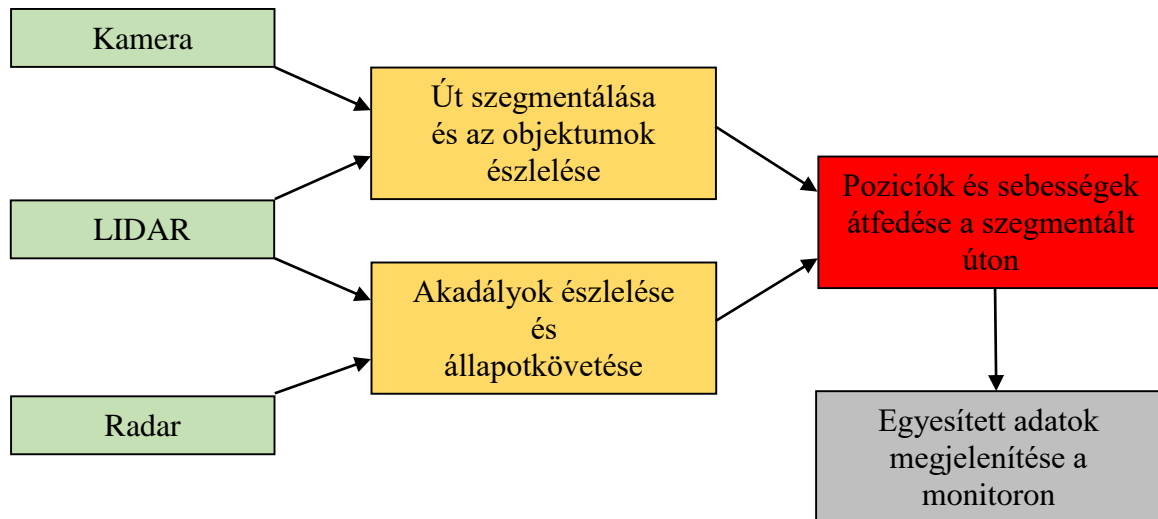 Kamera
Út szegmentálása
és az objektumok
észlelése
LIDAR
Akadályok észlelése
és
állapotkövetése
Radar
Pozicíók és sebességek
átfedése a szegmentált
úton
Egyesített adatok
megjelenítése a
monitoron